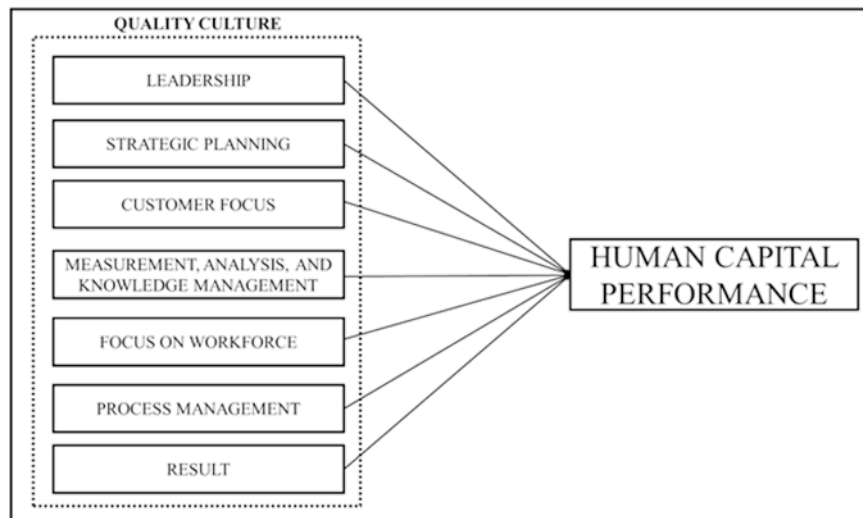 QUALITY CULTURE
LEADERSHIP
STRATEGIC PLANNING
CUSTOMER FOCUS
MEASUREMENT, ANALYSIS, AND
KNOWLEDGE MANAGEMENT
FOCUS ON WORKFORCE
PROCESS MANAGEMENT
RESULT
HUMAN CAPITAL
PERFORMANCE